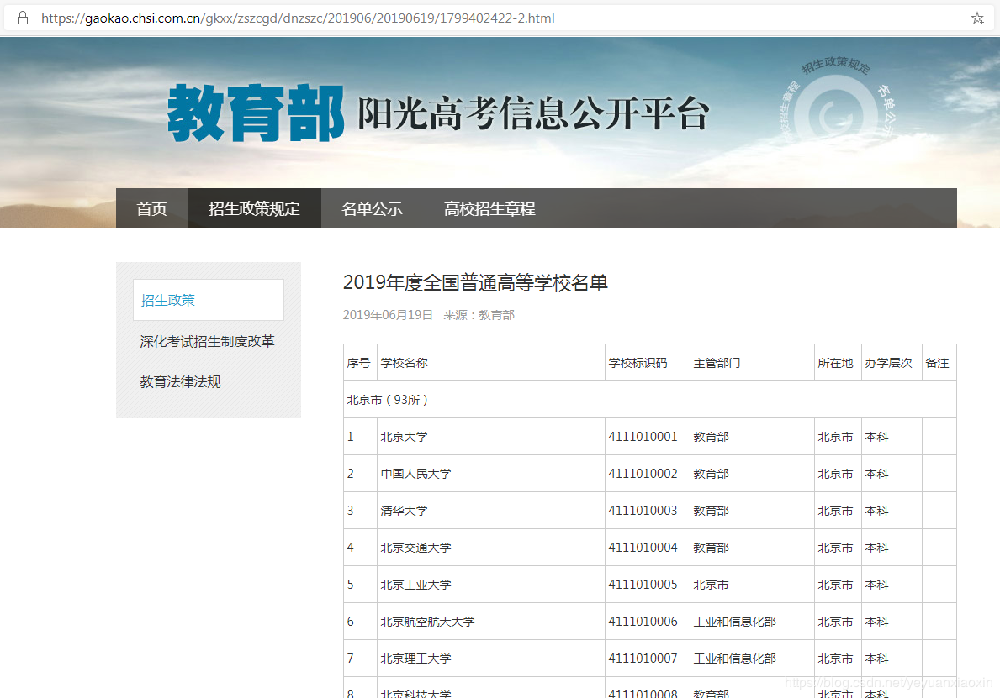 https://gaokao.chsi.com.cn/gkxx/zszcgd/dnzszc/201906/20190619/1799402422-2.html
教育部 阳光高考信息公开平台
招生政策规定
名单公示
校招生章程
首页 招生政策规定 名单公示 高校招生章程
招生政策
深化考试招生制度改革
教育法律法规
2019年度全国普通高等学校名单
2019年06月19日 来源：教育部
序号 学校名称 学校标识码 主管部门 所在地 办学层次 备注
北京市（93所）
1 北京大学 4111010001 教育部 北京市 本科
2 中国人民大学 4111010002 教育部 北京市 本科
3 清华大学 4111010003 教育部 北京市 本科
4 北京交通大学 4111010004 教育部 北京市 本科
5 北京工业大学 4111010005 北京市 北京市 本科
6 北京航空航天大学 4111010006 工业和信息化部 北京市 本科
7 北京理工大学 4111010007 工业和信息化部 北京市 本科
8 北京科技大学 4111010008 教育部 北京市 本科
https://blog.csdn.net/yeyuanxiaoxin